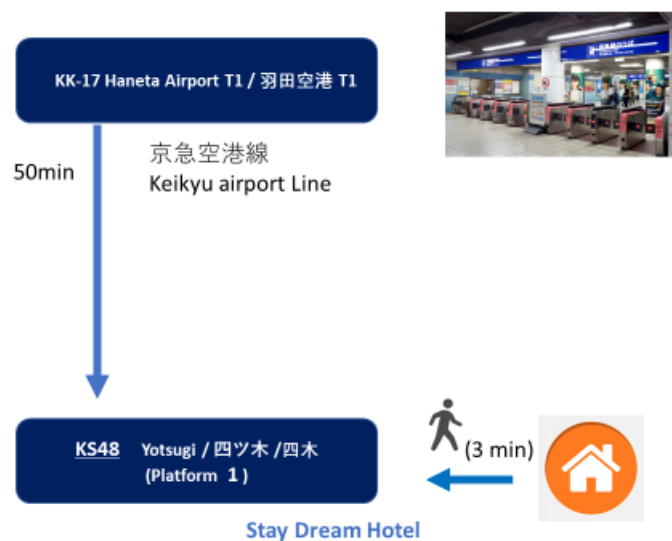 KK-17 Haneta Airport T1 / 羽田空港 T1
50min
京急空港線
Keikyu airport Line
KS48 Yotsugi / 四ツ木 /四木
(Platform 1 )
(3 min)
Stay Dream Hotel